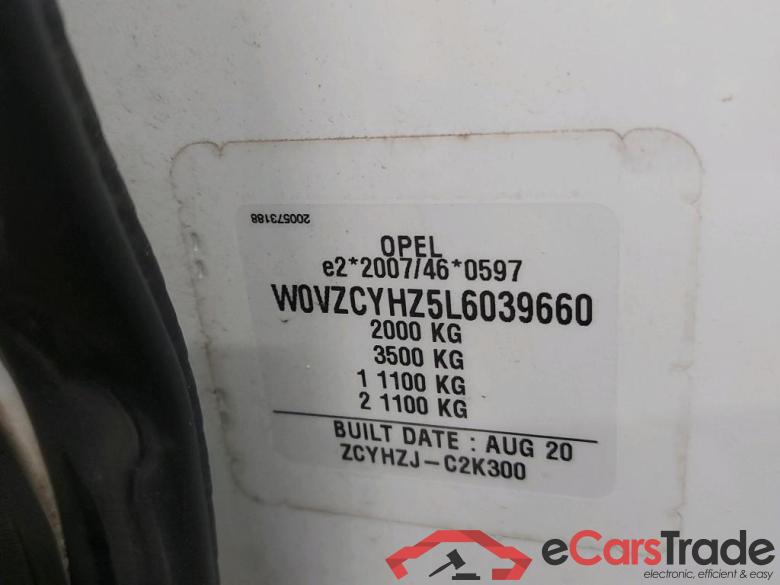 200573188
OPEL
e2*2007/46*0597
W0VZCYHZ5L6039660
2000 KG
3500 KG
1 1100 KG
2 1100 KG
BUILT DATE : AUG 20
ZCYHZJ-C2K300
eCarsTrade
electronic, efficient & easy